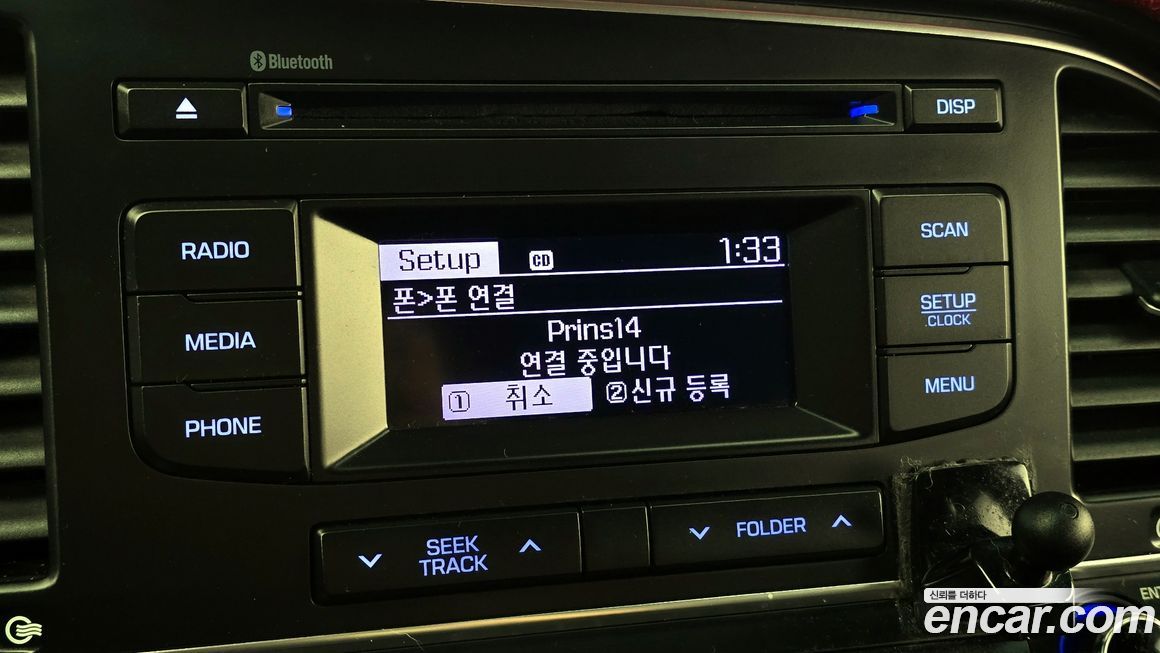 Bluetooth
DISP
RADIO
MEDIA
PHONE
Setup CD 1:33
폰>폰 연결
Prins14
연결 중입니다
1 취소 2 신규 등록
SCAN
SETUP
.CLOCK
MENU
SEEK
TRACK
FOLDER
신뢰를 더하다
encar.com